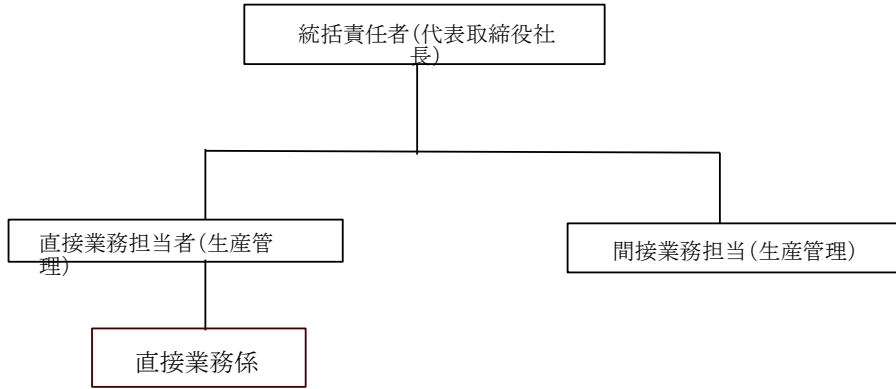 統括責任者(代表取締役社
長)
直接業務担当者(生産管
理)
間接業務担当(生産管理)
直接業務係